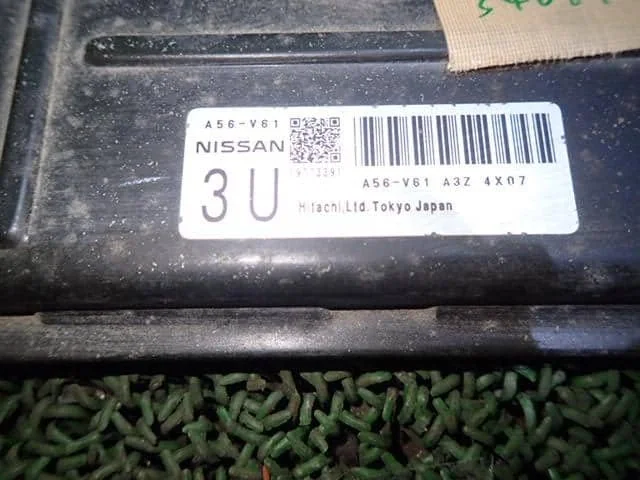 A56-V61
NISSAN
3U
A56-V61 A3Z 4X07
Hitachi,Ltd.Tokyo Japan